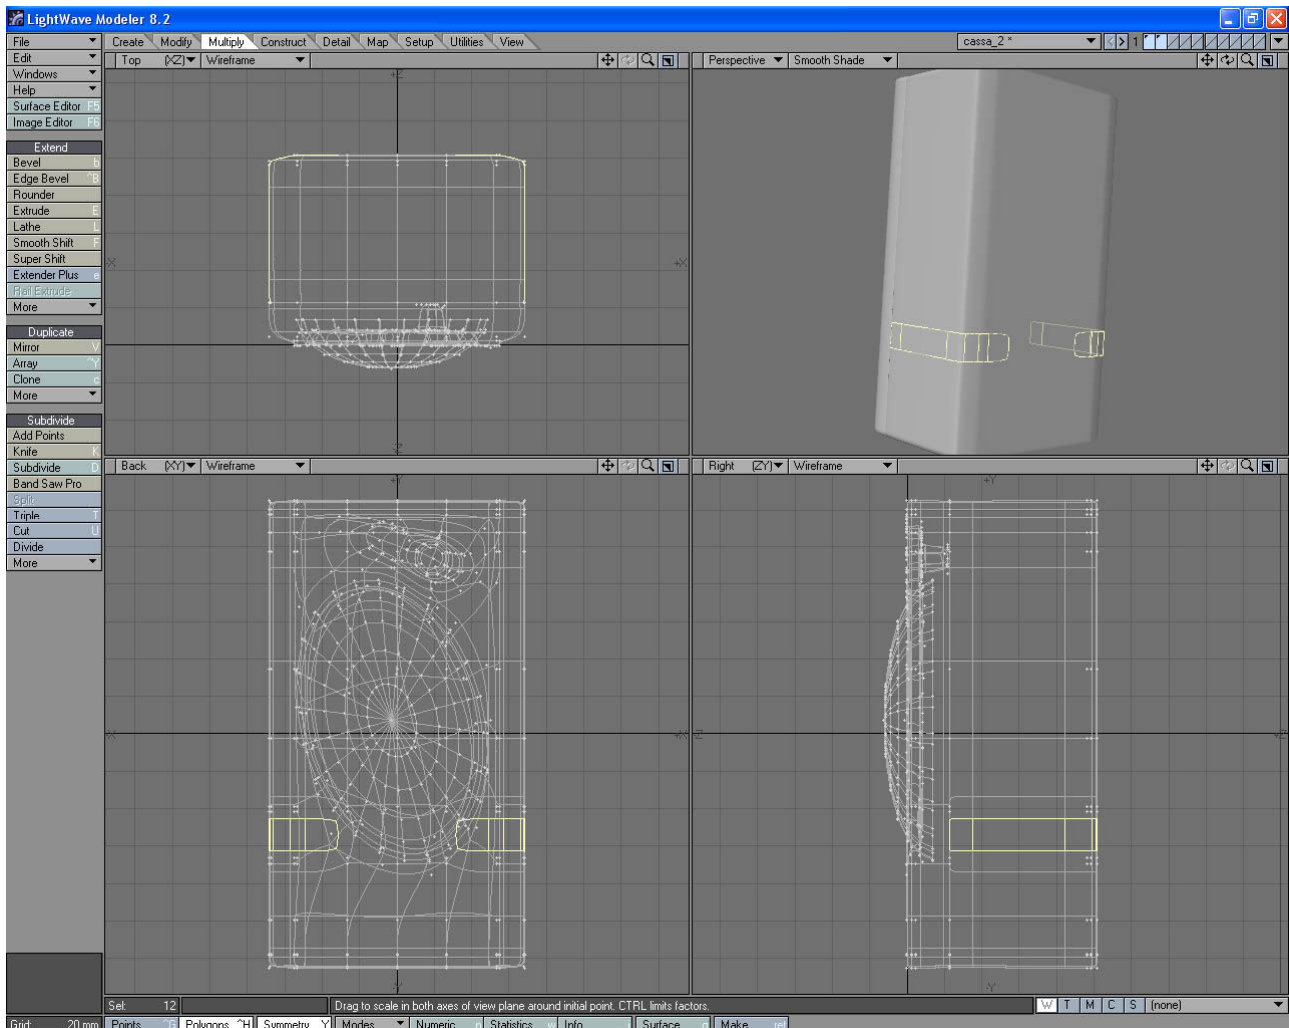 LightWave Modeler 8.2
File
Create Modify Multiply Construct Detail Map Setup Utilities View
cassa_2 *
1
Edit
Windows
Help
Surface Editor F5
Image Editor F6
Top (XZ) Wireframe
Perspective Smooth Shade
Extend
Bevel b
Edge Bevel ^B
Rounder
Extrude E
Lathe L
Smooth Shift F
Super Shift
Extender Plus e
Rail Extrude
More
Duplicate
Mirror V
Array ^Y
Clone c
More
Subdivide
Add Points
Knife K
Subdivide D
Band Saw Pro
Split
Triple T
Cut U
Divide
More
+Z
-X
+X
-Z
Back (XY) Wireframe
Right (ZY) Wireframe
+Y
-X
+X
-Y
+Y
-Z
+Z
-Y
Sel: 12
Drag to scale in both axes of view plane around initial point. CTRL limits factors.
W T M C S (none)
Grid: 20 mm
Points ^G Polygons ^H Symmetry Y Modes Numeric n Statistics w Info i Surface q Make ret